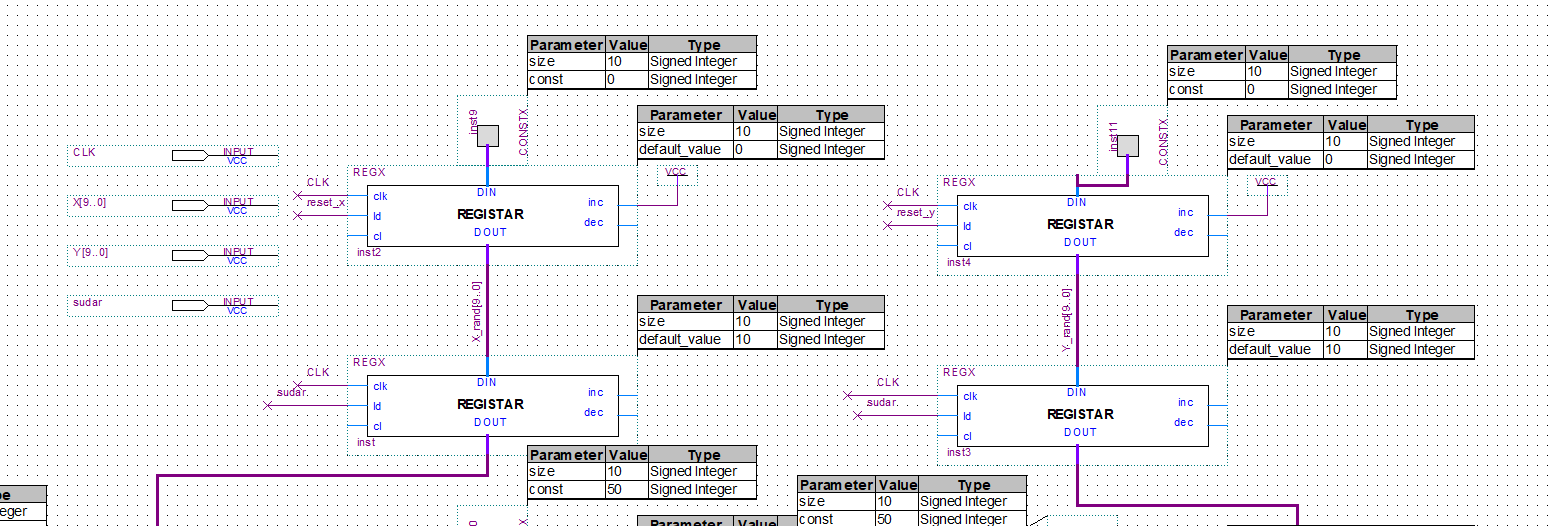 Parameter Value Type
size 10 Signed Integer
const 0 Signed Integer
Parameter Value Type
size 10 Signed Integer
const 0 Signed Integer
inst9
CONSTX
Parameter Value Type
size 10 Signed Integer
default_value 0 Signed Integer
inst11
CONSTX
Parameter Value Type
size 10 Signed Integer
default_value 0 Signed Integer
CLK INPUT
VCC
X[9..0] INPUT
VCC
Y[9..0] INPUT
VCC
sudar INPUT
VCC
REGX
VCC
CLK
reset_x
clk
ld
cl
DIN
REGISTAR
DOUT
inc
dec
inst2
REGX
VCC
CLK
reset_y
clk
ld
cl
DIN
REGISTAR
DOUT
inc
dec
inst4
X_rand[9..0]
Y_rand[9..0]
Parameter Value Type
size 10 Signed Integer
default_value 10 Signed Integer
Parameter Value Type
size 10 Signed Integer
default_value 10 Signed Integer
REGX
CLK
sudar
clk
ld
cl
DIN
REGISTAR
DOUT
inc
dec
inst
REGX
CLK
sudar
clk
ld
cl
DIN
REGISTAR
DOUT
inc
dec
inst3
Parameter Value Type
size 10 Signed Integer
const 50 Signed Integer
Parameter Value Type
size 10 Signed Integer
const 50 Signed Integer
Parameter Value